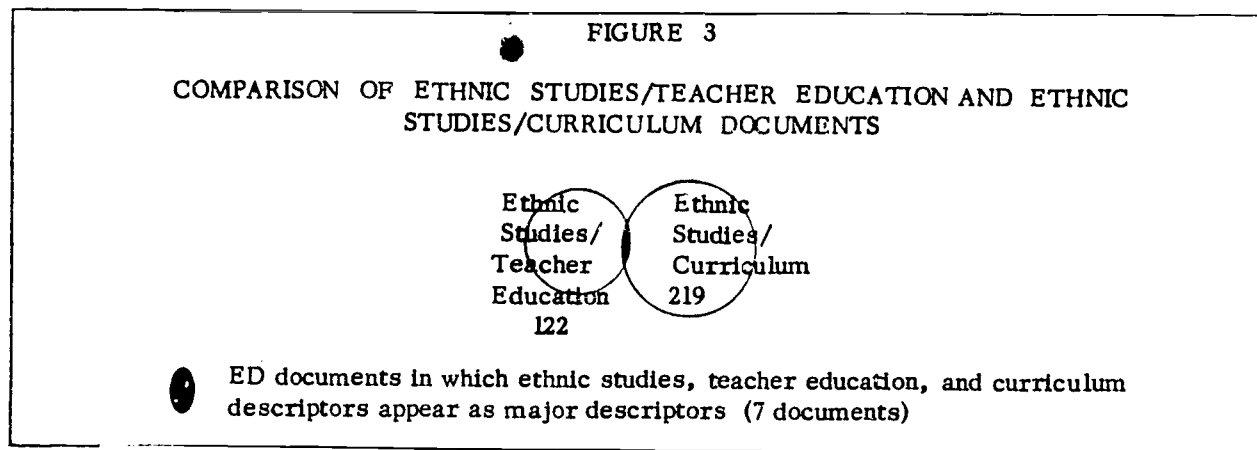 FIGURE 3
COMPARISON OF ETHNIC STUDIES/TEACHER EDUCATION AND ETHNIC
STUDIES/CURRICULUM DOCUMENTS
Ethnic
Studies/
Teacher
Education
122
Ethnic
Studies/
Curriculum
219
ED documents in which ethnic studies, teacher education, and curriculum
descriptors appear as major descriptors (7 documents)